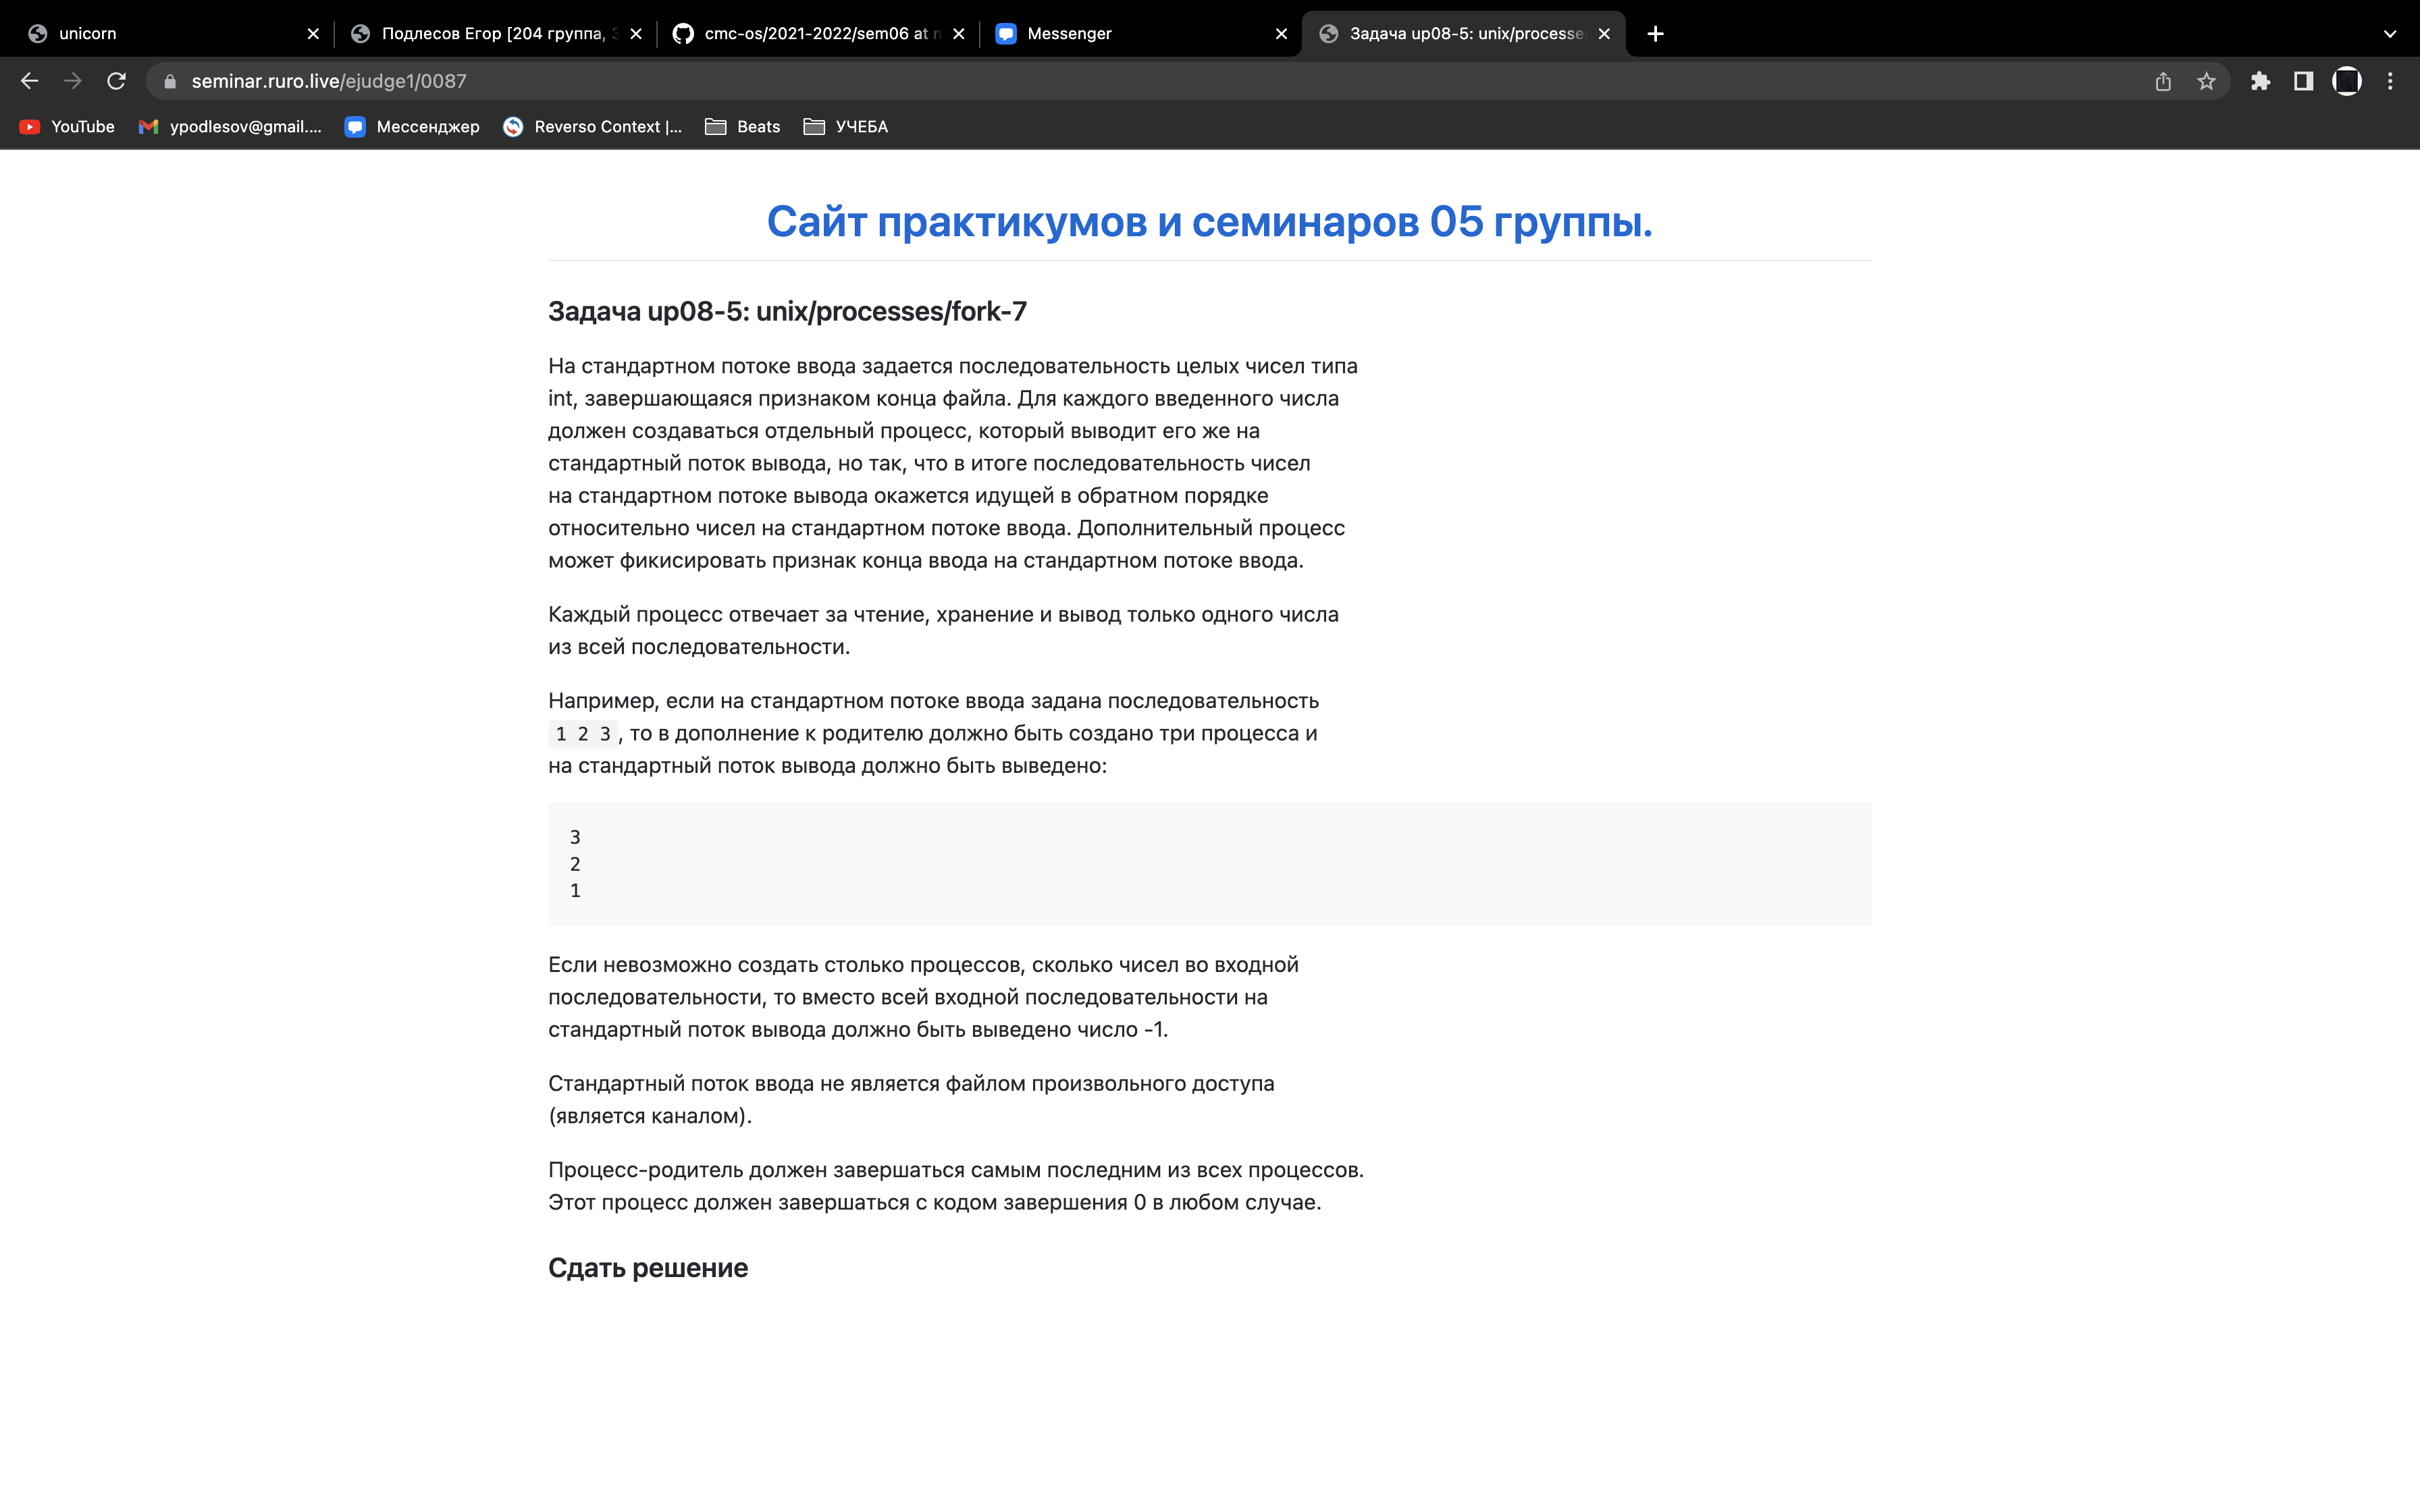 unicorn
Подлесов Егор [204 группа, 3
cmc-os/2021-2022/sem06 at m
Messenger
Задача up08-5: unix/processe
seminar.ruro.live/ejudge1/0087
YouTube
ypodlesov@gmail....
Мессенджер
Reverso Context |...
Beats
УЧЕБА
Сайт практикумов и семинаров 05 группы.
Задача up08-5: unix/processes/fork-7
На стандартном потоке ввода задается последовательность целых чисел типа
int, завершающаяся признаком конца файла. Для каждого введенного числа
должен создаваться отдельный процесс, который выводит его же на
стандартный поток вывода, но так, что в итоге последовательность чисел
на стандартном потоке вывода окажется идущей в обратном порядке
относительно чисел на стандартном потоке ввода. Дополнительный процесс
может фикисировать признак конца ввода на стандартном потоке ввода.
Каждый процесс отвечает за чтение, хранение и вывод только одного числа
из всей последовательности.
Например, если на стандартном потоке ввода задана последовательность
1 2 3, то в дополнение к родителю должно быть создано три процесса и
на стандартный поток вывода должно быть выведено:
3
2
1
Если невозможно создать столько процессов, сколько чисел во входной
последовательности, то вместо всей входной последовательности на
стандартный поток вывода должно быть выведено число -1.
Стандартный поток ввода не является файлом произвольного доступа
(является каналом).
Процесс-родитель должен завершаться самым последним из всех процессов.
Этот процесс должен завершаться с кодом завершения 0 в любом случае.
Сдать решение